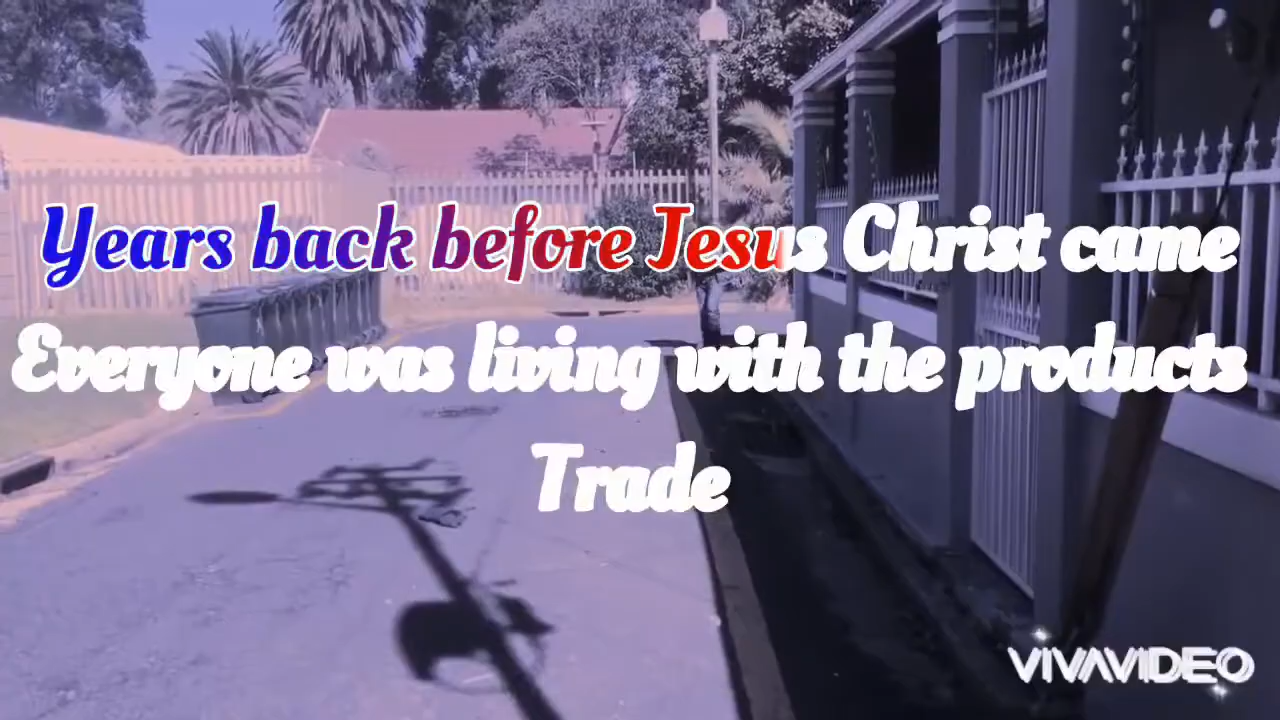 Years back before Jesus Christ came
Everyone was living with the products
Trade
VIVAVIDEO